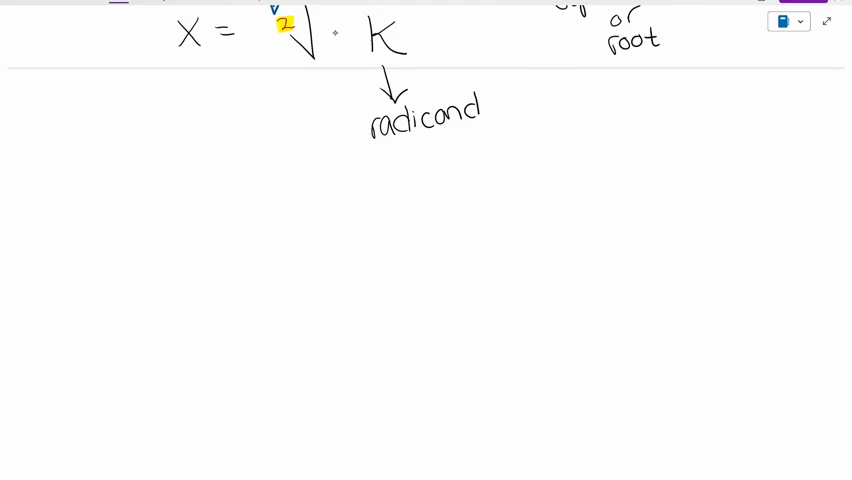 x = 2√ · K
or
root
radicand